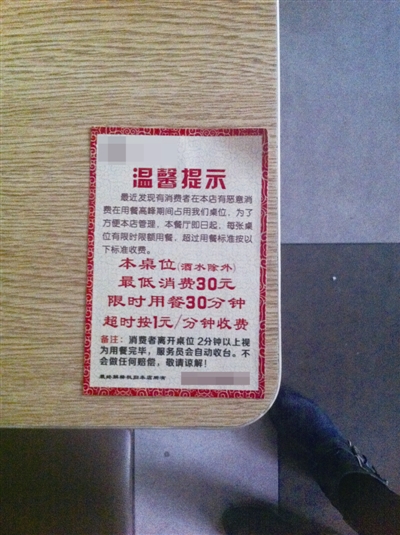 温馨提示
最近发现有消费者在本店有恶意消
费在用餐高峰期间占用我们桌位，为了
方便本店管理。本餐厅即日起，每张桌
位有限时限额用餐，超过用餐标准按以
下标准收费。
本桌位(酒水除外)
最低消费30元
限时用餐30分钟
超时按1元/分钟收费
备注：消费者离开桌位 2分钟以上视
为用餐完毕，服务员会自动收台。不
会做任何赔偿，敬请谅解！